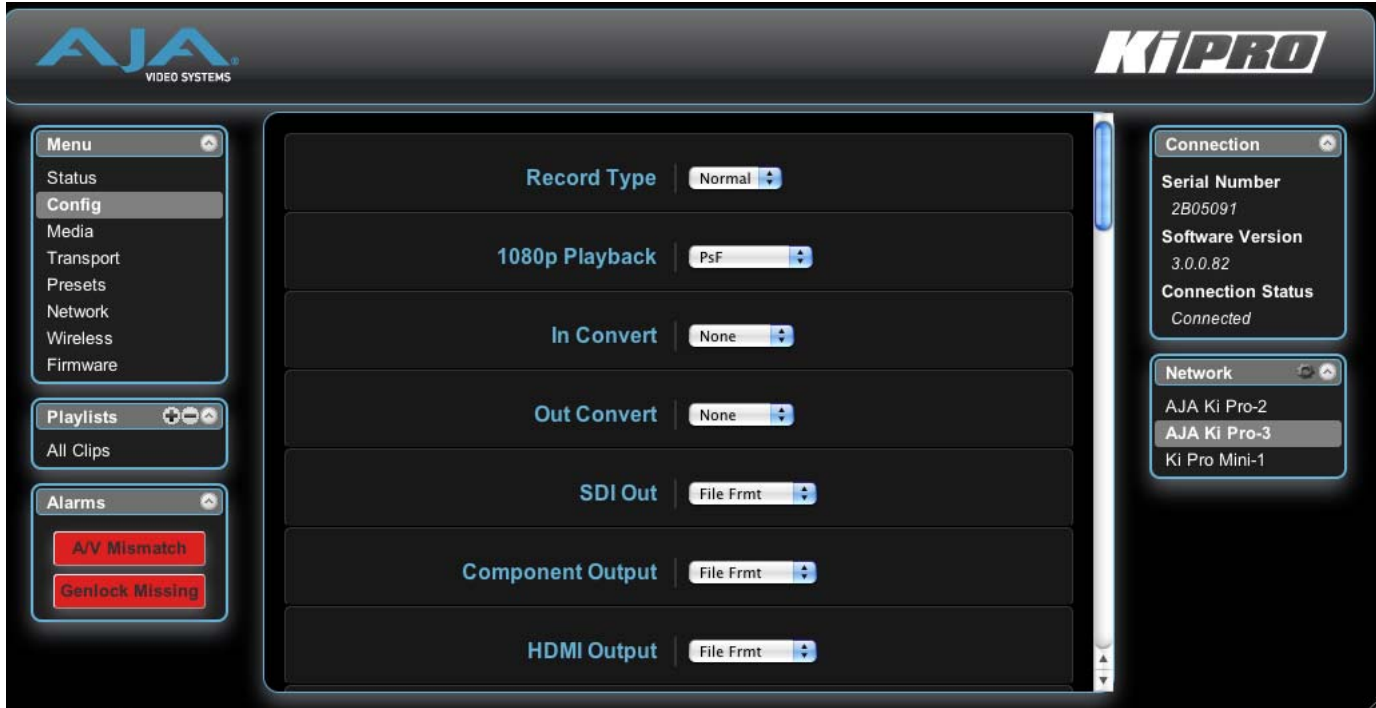 AJA
VIDEO SYSTEMS
Ki PRO
Menu
Status
Config
Media
Transport
Presets
Network
Wireless
Firmware
Playlists
All Clips
Alarms
A/V Mismatch
Genlock Missing
Record Type Normal
1080p Playback PsF
In Convert None
Out Convert None
SDI Out File Frmt
Component Output File Frmt
HDMI Output File Frmt
Connection
Serial Number
2B05091
Software Version
3.0.0.82
Connection Status
Connected
Network
AJA Ki Pro-2
AJA Ki Pro-3
Ki Pro Mini-1